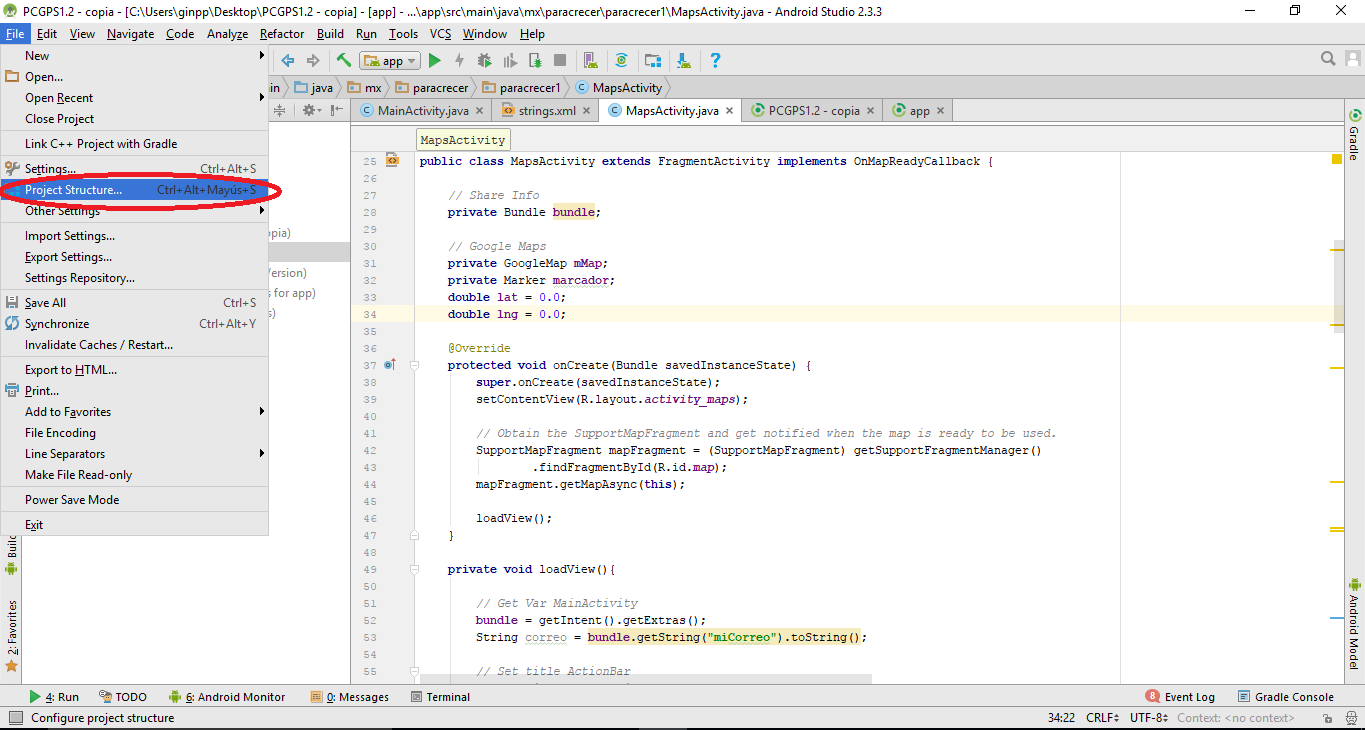 PCGPS1.2 - copia - [C:\Users\ginpp\Desktop\PCGPS1.2 - copia] - [app] - ...\app\src\main\java\mx\paracrecer\paracrecer1\MapsActivity.java - Android Studio 2.3.3
File Edit View Navigate Code Analyze Refactor Build Run Tools VCS Window Help
app
in java mx paracrecer paracrecer1 MapsActivity
MainActivity.java strings.xml MapsActivity.java PCGPS1.2 - copia app
New
Open...
Open Recent
Close Project
Link C++ Project with Gradle
Settings... Ctrl+Alt+S
Project Structure... Ctrl+Alt+Mayús+S
Other Settings
Import Settings...
Export Settings...
Settings Repository...
Save All Ctrl+S
Synchronize Ctrl+Alt+Y
Invalidate Caches / Restart...
Export to HTML...
Print...
Add to Favorites
File Encoding
Line Separators
Make File Read-only
Power Save Mode
Exit
opia)
Version)
s for app)
s)
MapsActivity
25 public class MapsActivity extends FragmentActivity implements OnMapReadyCallback {
26
27 // Share Info
28 private Bundle bundle;
29
30 // Google Maps
31 private GoogleMap mMap;
32 private Marker marcador;
33 double lat = 0.0;
34 double lng = 0.0;
35
36 @Override
37 protected void onCreate(Bundle savedInstanceState) {
38 super.onCreate(savedInstanceState);
39 setContentView(R.layout.activity_maps);
40
41 // Obtain the SupportMapFragment and get notified when the map is ready to be used.
42 SupportMapFragment mapFragment = (SupportMapFragment) getSupportFragmentManager()
43 .findFragmentById(R.id.map);
44 mapFragment.getMapAsync(this);
45
46 loadView();
47 }
48
49 private void loadView(){
50
51 // Get Var MainActivity
52 bundle = getIntent().getExtras();
53 String correo = bundle.getString("miCorreo").toString();
54
55 // Set title ActionBar
Gradle
Android Model
Build
2: Favorites
4: Run TODO 6: Android Monitor 0: Messages Terminal 8 Event Log Gradle Console
Configure project structure 34:22 CRLF UTF-8 Context: <no context>